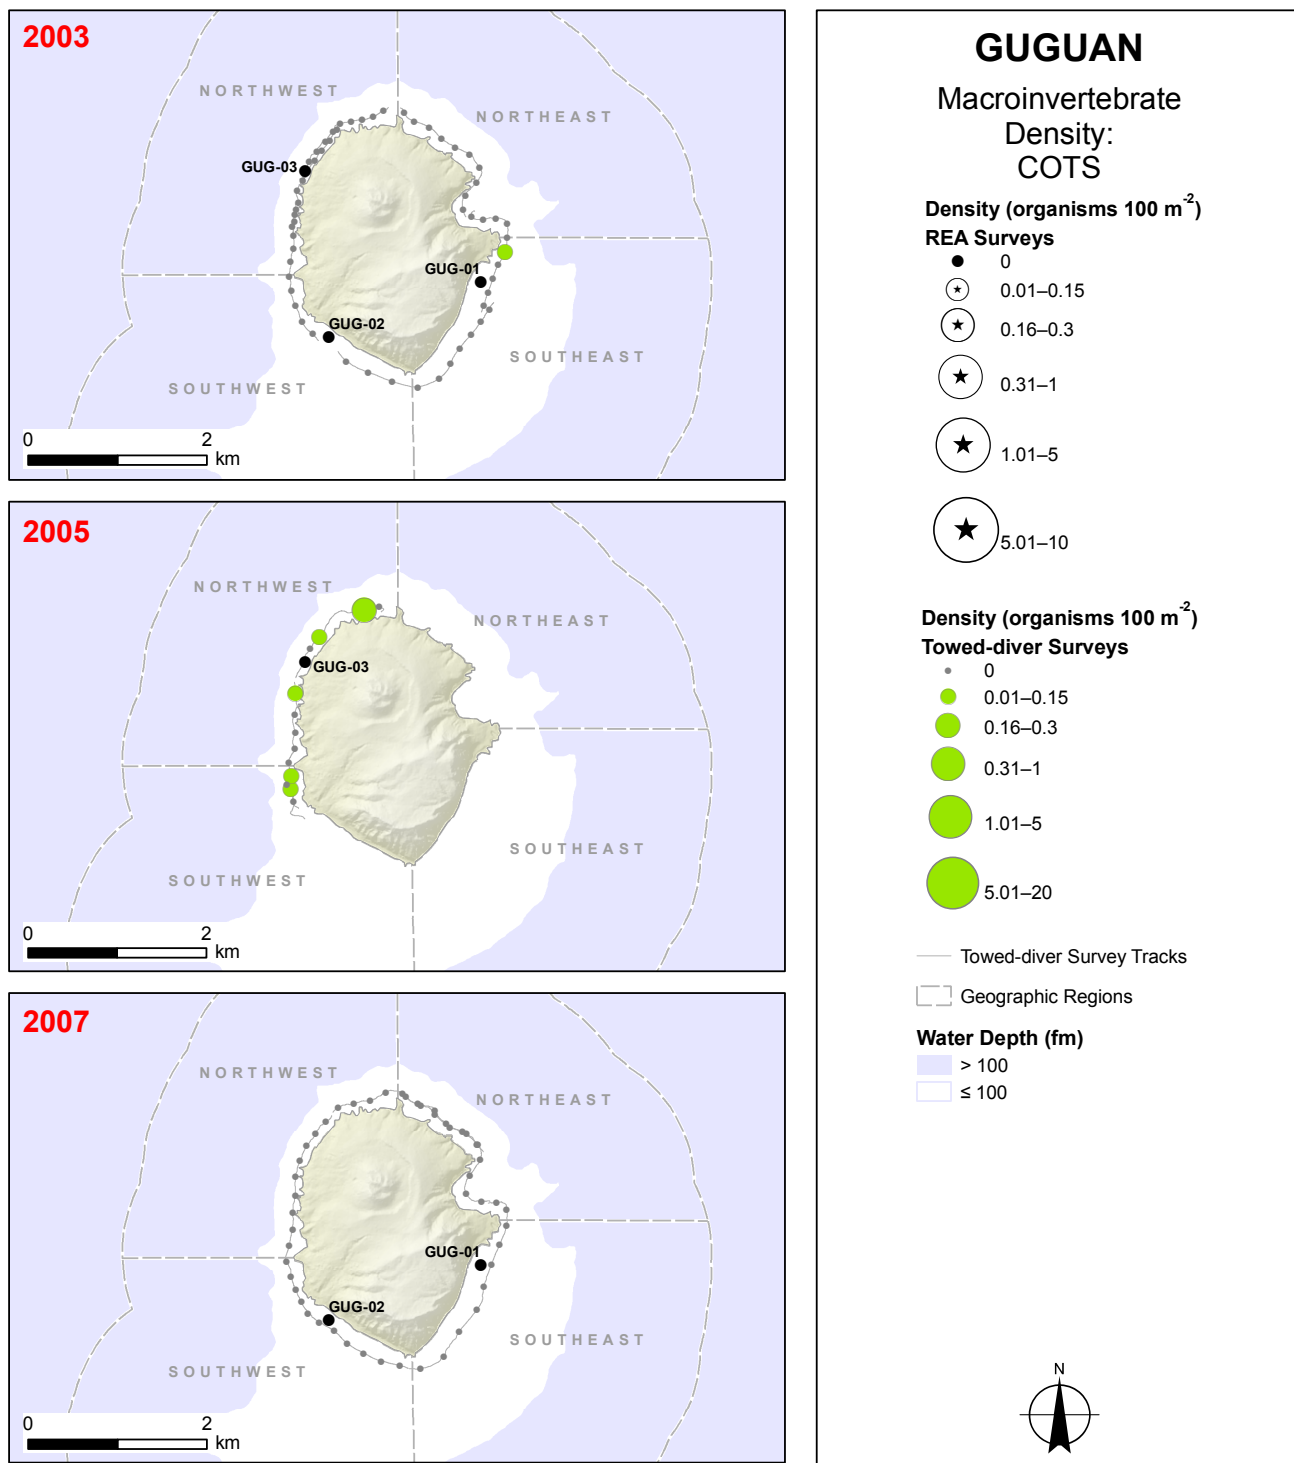 2003
NORTHWEST
NORTHEAST
GUG-03
GUG-01
GUG-02
SOUTHEAST
SOUTHWEST
0 2
km
2005
NORTHWEST
NORTHEAST
GUG-03
SOUTHEAST
SOUTHWEST
0 2
km
2007
NORTHWEST
NORTHEAST
GUG-01
GUG-02
SOUTHEAST
SOUTHWEST
0 2
km
GUGUAN
Macroinvertebrate
Density:
COTS
Density (organisms 100 m⁻²)
REA Surveys
0
0.01–0.15
0.16–0.3
0.31–1
1.01–5
5.01–10
Density (organisms 100 m⁻²)
Towed-diver Surveys
0
0.01–0.15
0.16–0.3
0.31–1
1.01–5
5.01–20
Towed-diver Survey Tracks
Geographic Regions
Water Depth (fm)
> 100
≤ 100
N